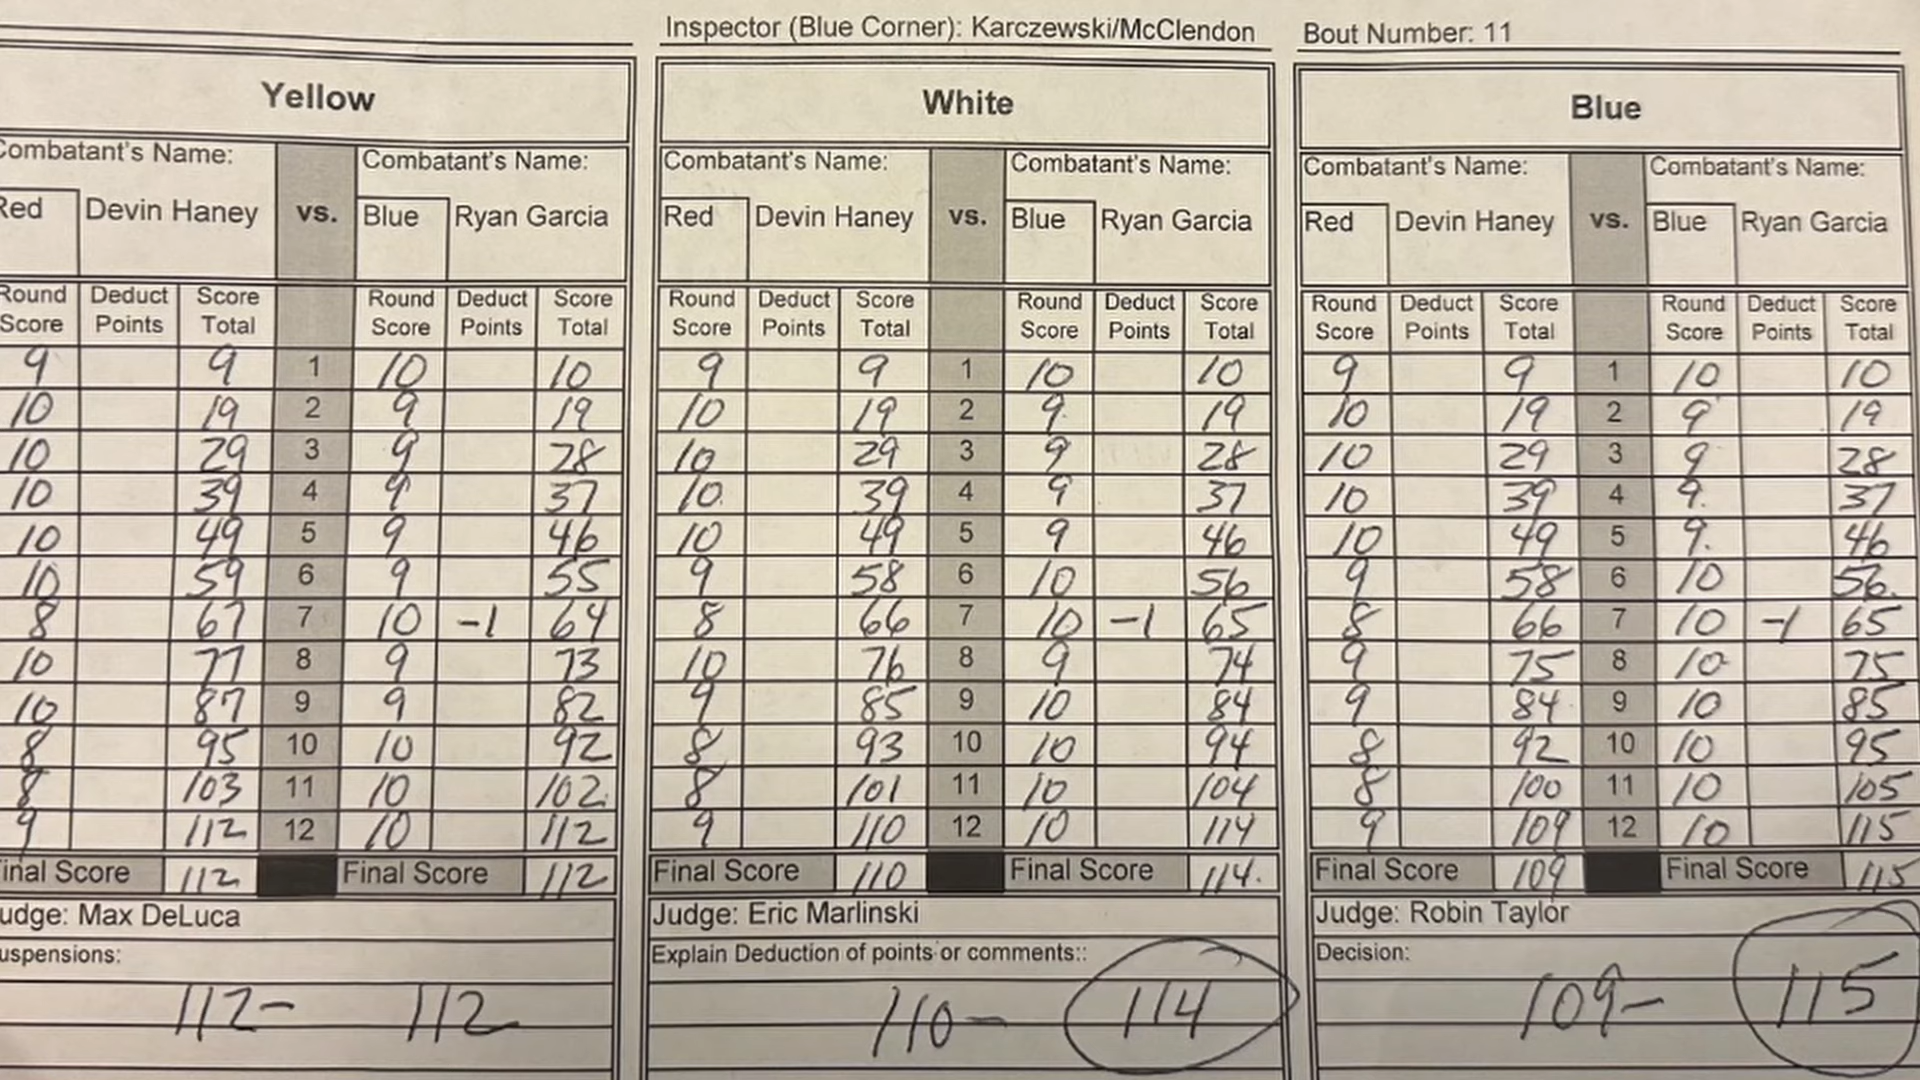 Inspector (Blue Corner): Karczewski/McClendon Bout Number: 11
Yellow White Blue
Combatant's Name: Combatant's Name: Combatant's Name: Combatant's Name: Combatant's Name: Combatant's Name:
Red Devin Haney vs. Blue Ryan Garcia Red Devin Haney vs. Blue Ryan Garcia Red Devin Haney vs. Blue Ryan Garcia
Round Deduct Score Round Deduct Score Round Deduct Score Round Deduct Score Round Deduct Score Round Deduct Score
Score Points Total Score Points Total Score Points Total Score Points Total Score Points Total Score Points Total
9 9 1 10 10 9 9 1 10 10 9 9 1 10 10
10 19 2 9 19 10 19 2 9 19 10 19 2 9 19
10 29 3 9 28 10 29 3 9 28 10 29 3 9 28
10 39 4 9 37 10 39 4 9 37 10 39 4 9 37
10 49 5 9 46 10 49 5 9 46 10 49 5 9 46
10 59 6 9 55 9 58 6 10 56 9 58 6 10 56
8 67 7 10 -1 64 8 66 7 10 -1 65 8 66 7 10 -1 65
10 77 8 9 73 10 76 8 9 74 9 75 8 10 75
10 87 9 9 82 9 85 9 10 84 9 84 9 10 85
8 95 10 10 92 8 93 10 10 94 8 92 10 10 95
8 103 11 10 102 8 101 11 10 104 8 100 11 10 105
9 112 12 10 112 9 110 12 10 114 9 109 12 10 115
inal Score 112 Final Score 112 Final Score 110 Final Score 114 Final Score 109 Final Score 115
udge: Max DeLuca Judge: Eric Marlinski Judge: Robin Taylor
uspensions: Explain Deduction of points or comments:: Decision:
112- 112 110- 114 109- 115